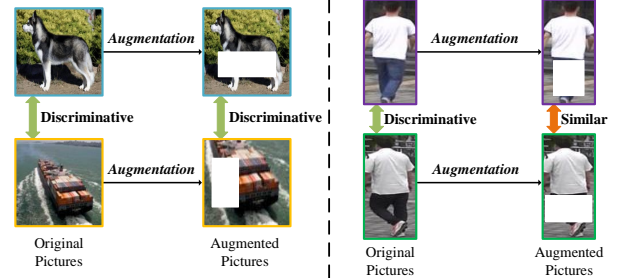 Augmentation
Discriminative
Discriminative
Augmentation
Original
Pictures
Augmented
Pictures
Augmentation
Discriminative
Similar
Augmentation
Original
Pictures
Augmented
Pictures